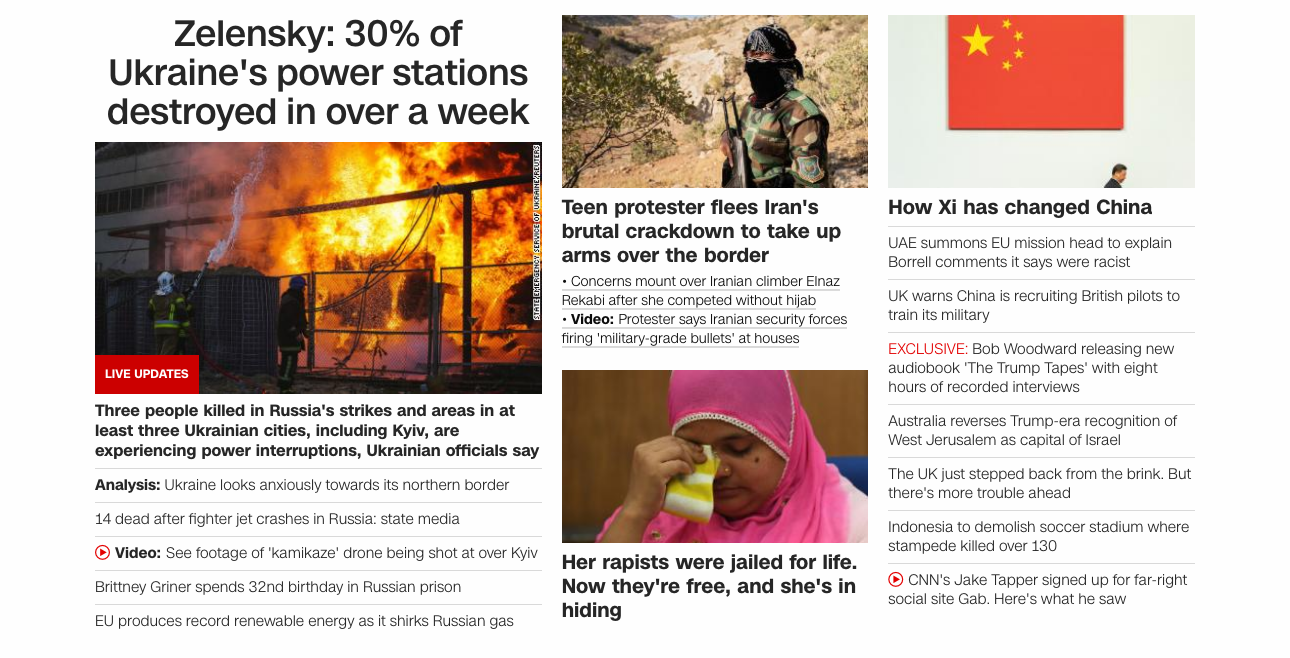 Zelensky: 30% of
Ukraine's power stations
destroyed in over a week
STATE EMERGENCY SERVICE OF UKRAINE/REUTERS
LIVE UPDATES
Three people killed in Russia's strikes and areas in at
least three Ukrainian cities, including Kyiv, are
experiencing power interruptions, Ukrainian officials say
Analysis: Ukraine looks anxiously towards its northern border
14 dead after fighter jet crashes in Russia: state media
Video: See footage of 'kamikaze' drone being shot at over Kyiv
Brittney Griner spends 32nd birthday in Russian prison
EU produces record renewable energy as it shirks Russian gas
Teen protester flees Iran's
brutal crackdown to take up
arms over the border
• Concerns mount over Iranian climber Elnaz
Rekabi after she competed without hijab
• Video: Protester says Iranian security forces
firing 'military-grade bullets' at houses
Her rapists were jailed for life.
Now they're free, and she's in
hiding
How Xi has changed China
UAE summons EU mission head to explain
Borrell comments it says were racist
UK warns China is recruiting British pilots to
train its military
EXCLUSIVE: Bob Woodward releasing new
audiobook 'The Trump Tapes' with eight
hours of recorded interviews
Australia reverses Trump-era recognition of
West Jerusalem as capital of Israel
The UK just stepped back from the brink. But
there's more trouble ahead
Indonesia to demolish soccer stadium where
stampede killed over 130
CNN's Jake Tapper signed up for far-right
social site Gab. Here's what he saw